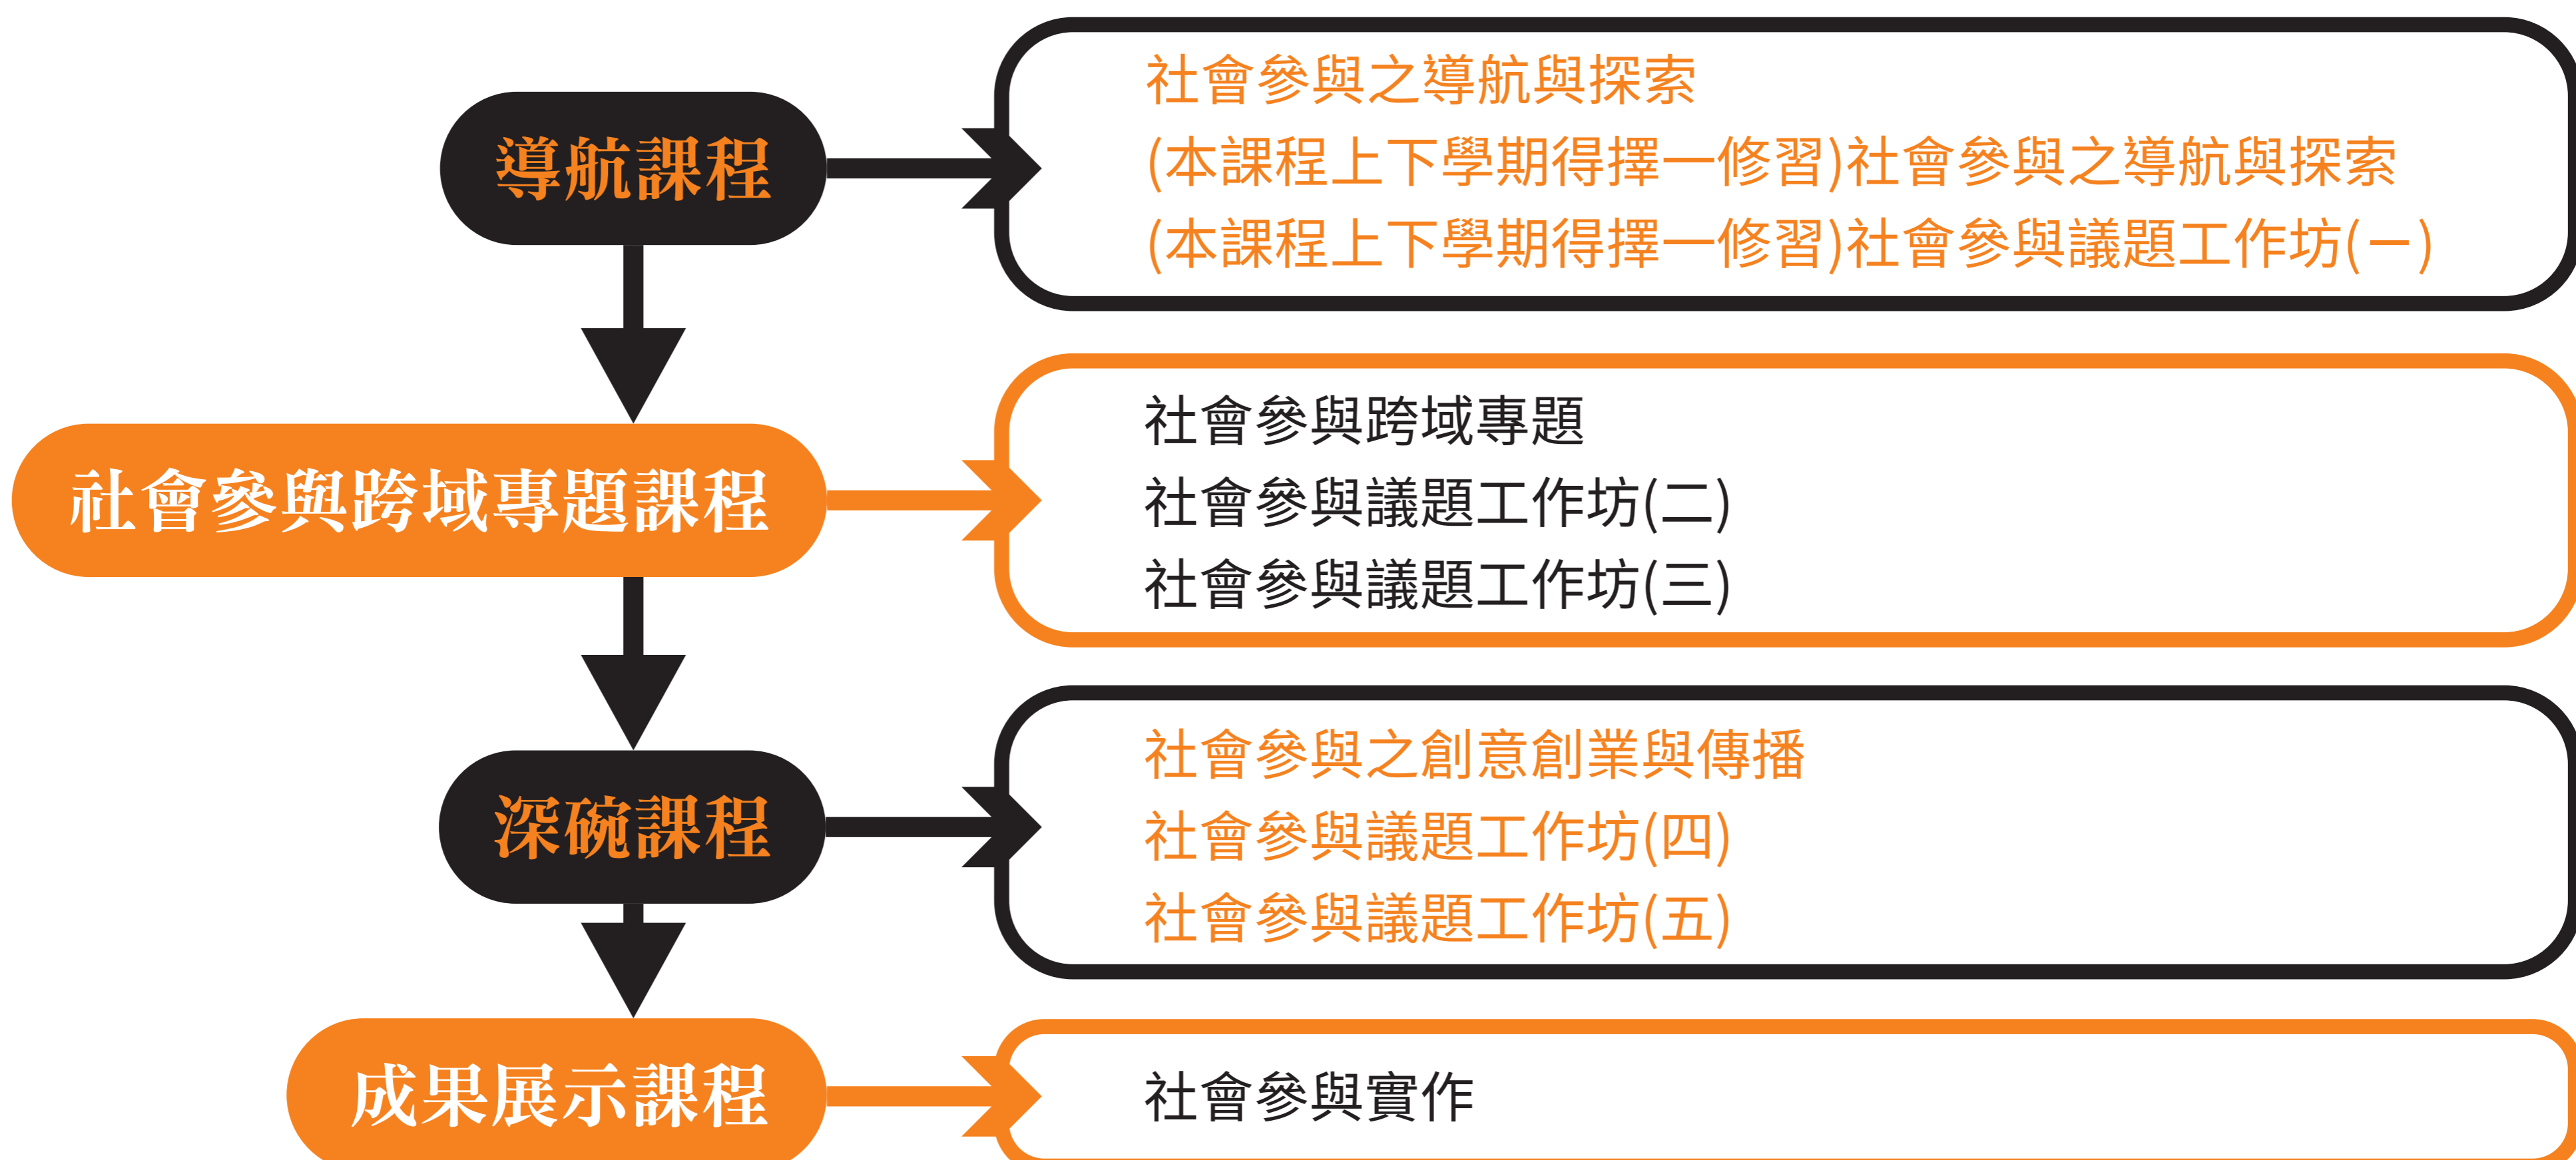 導航課程
社會參與之導航與探索
(本課程上下學期得擇一修習)社會參與之導航與探索
(本課程上下學期得擇一修習)社會參與議題工作坊(一)
社會參與跨域專題課程
社會參與跨域專題
社會參與議題工作坊(二)
社會參與議題工作坊(三)
深碗課程
社會參與之創意創業與傳播
社會參與議題工作坊(四)
社會參與議題工作坊(五)
成果展示課程
社會參與實作